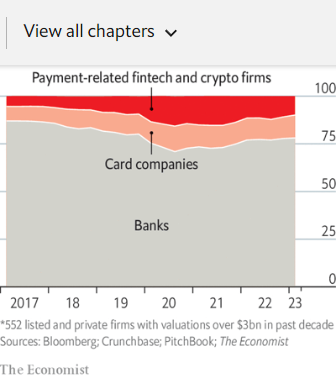 View all chapters
Payment-related fintech and crypto firms
100
Card companies
75
50
Banks
25
0
2017 18 19 20 21 22 23
*552 listed and private firms with valuations over $3bn in past decade
Sources: Bloomberg; Crunchbase; PitchBook; The Economist
The Economist